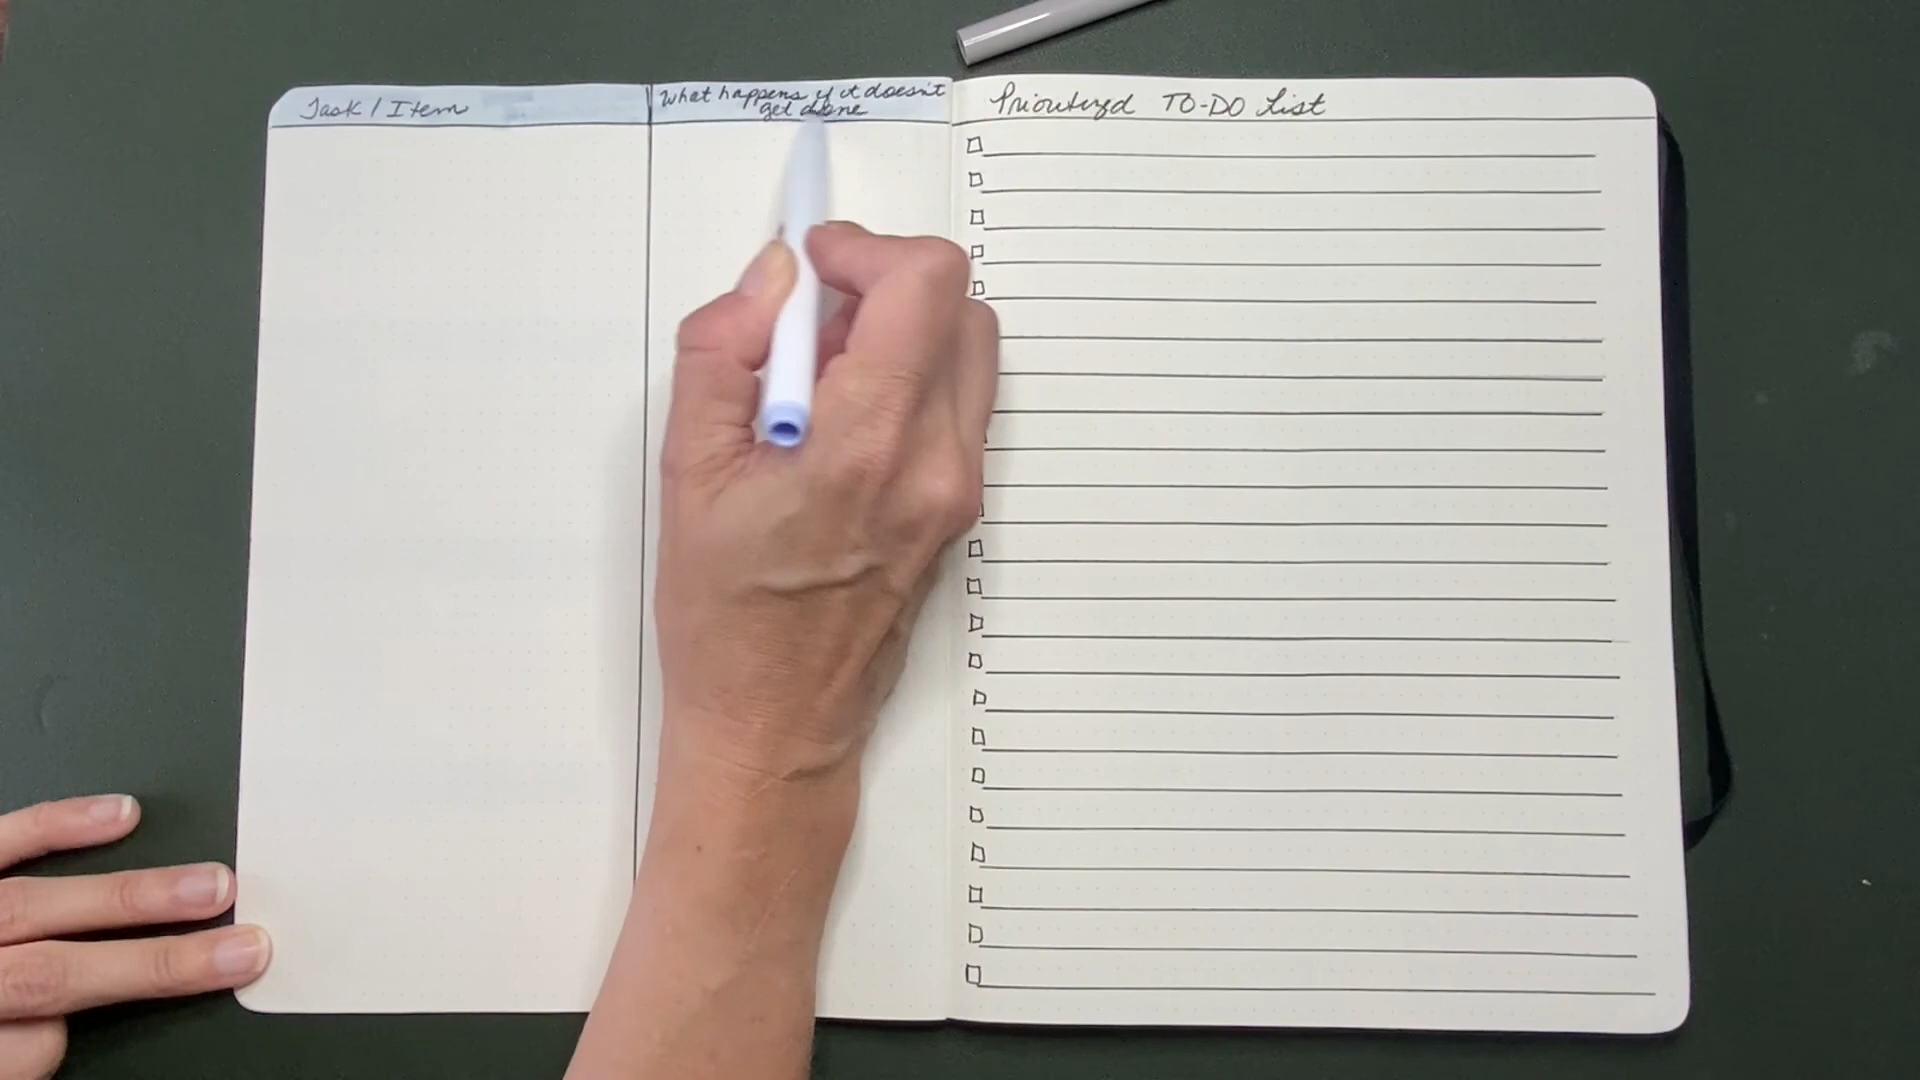 Task / Item
What happens if it doesn't
get done
Prioritized TO-DO List